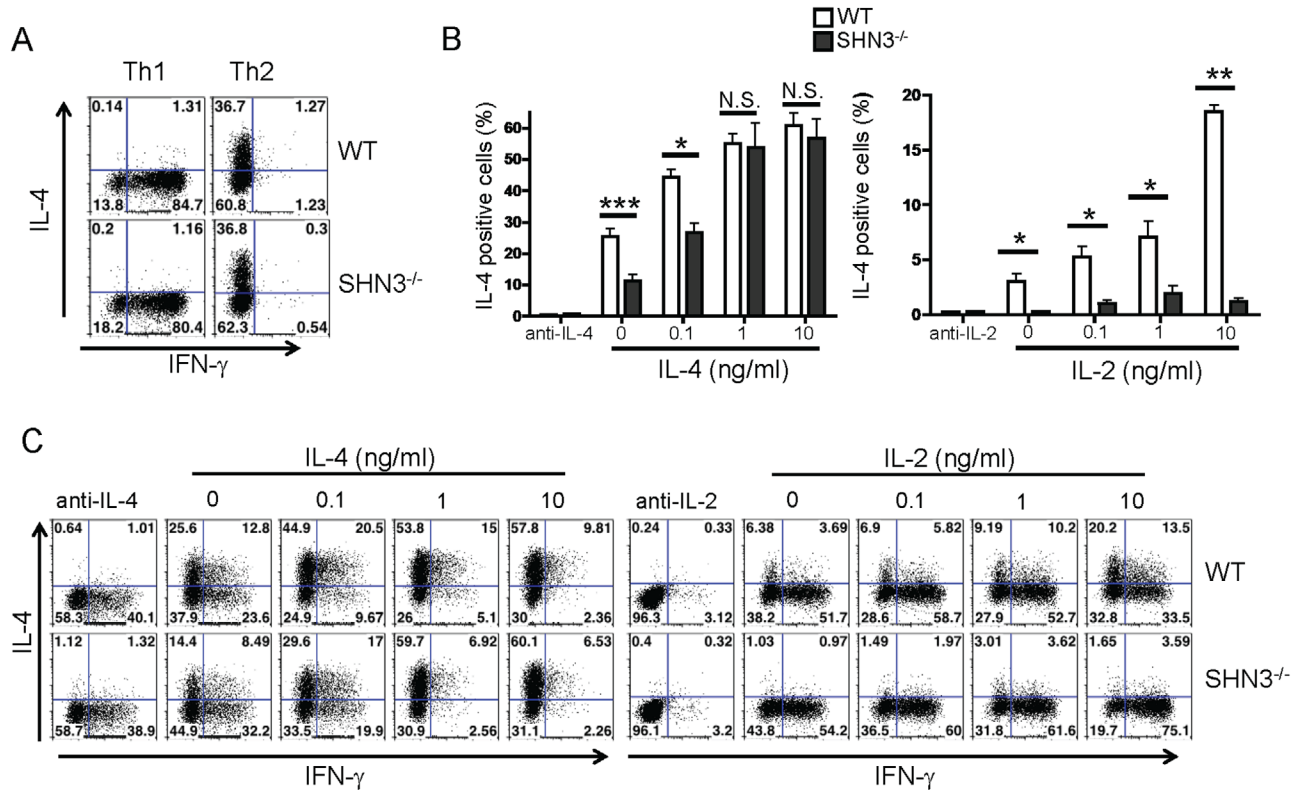 A
Th1 Th2
0.14 1.31 36.7 1.27
WT
13.8 84.7 60.8 1.23
0.2 1.16 36.8 0.3
SHN3-/-
18.2 80.4 62.3 0.54
IL-4
IFN-γ
B
WT
SHN3-/-
IL-4 positive cells (%)
60
50
40
30
20
10
0
*** * N.S. N.S.
anti-IL-4 0 0.1 1 10
IL-4 (ng/ml)
IL-4 positive cells (%)
20
15
10
5
0
* * * **
anti-IL-2 0 0.1 1 10
IL-2 (ng/ml)
C
IL-4 (ng/ml)
anti-IL-4 0 0.1 1 10
IL-2 (ng/ml)
anti-IL-2 0 0.1 1 10
0.64 1.01 25.6 12.8 44.9 20.5 53.8 15 57.8 9.81 0.24 0.33 6.38 3.69 6.9 5.82 9.19 10.2 20.2 13.5
WT
58.3 40.1 37.9 23.6 24.9 9.67 26 5.1 30 2.36 96.3 3.12 38.2 51.7 28.6 58.7 27.9 52.7 32.8 33.5
1.12 1.32 14.4 8.49 29.6 17 59.7 6.92 60.1 6.53 0.4 0.32 1.03 0.97 1.49 1.97 3.01 3.62 1.65 3.59
SHN3-/-
58.7 38.9 44.9 32.2 33.5 19.9 30.9 2.56 31.1 2.26 96.1 3.2 43.8 54.2 36.5 60 31.8 61.6 19.7 75.1
IL-4
IFN-γ IFN-γ